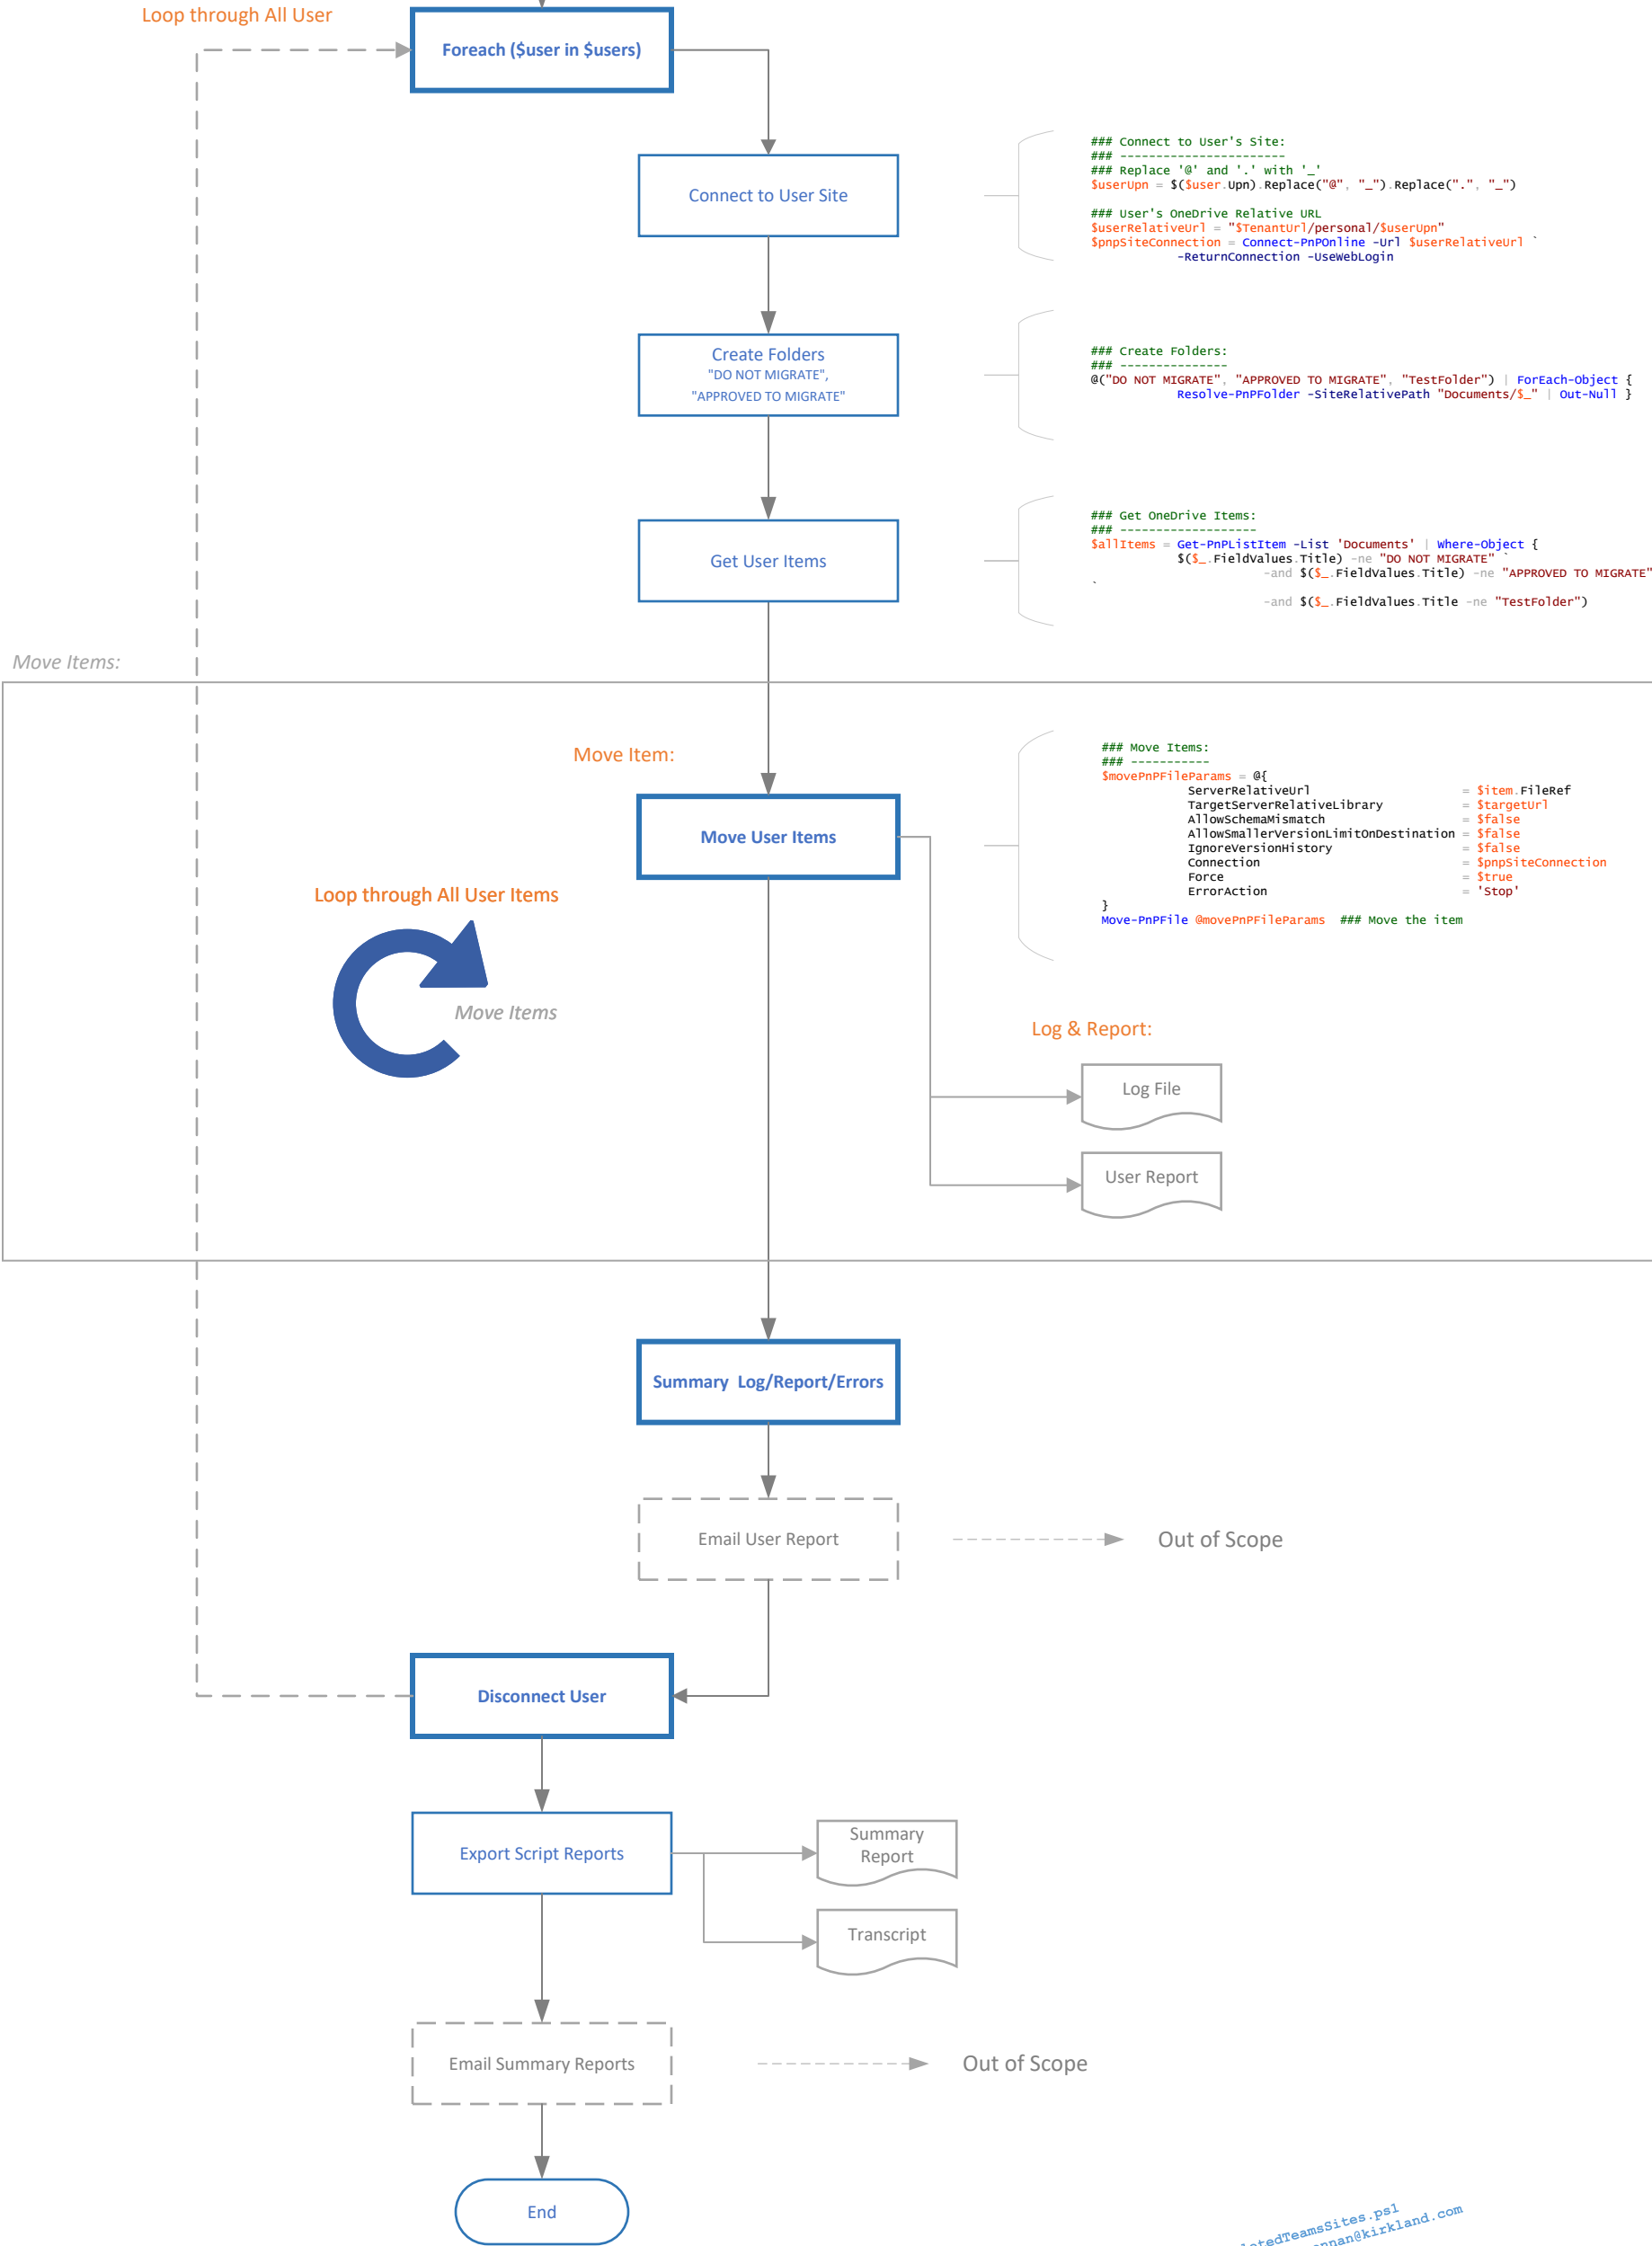 Loop through All User
Foreach ($user in $users)
Connect to User Site
### Connect to User's Site:
### -----------------------
### Replace '@' and '.' with '_'
$userUpn = $($user.Upn).Replace("@", "_").Replace(".", "_")
### User's OneDrive Relative URL
$userRelativeUrl = "$TenantUrl/personal/$userUpn"
$pnpSiteConnection = Connect-PnPOnline -Url $userRelativeUrl `
-ReturnConnection -UseWebLogin
Create Folders
"DO NOT MIGRATE",
"APPROVED TO MIGRATE"
### Create Folders:
### ---------------
@("DO NOT MIGRATE", "APPROVED TO MIGRATE", "TestFolder") | ForEach-Object {
Resolve-PnPFolder -SiteRelativePath "Documents/$_" | Out-Null }
Get User Items
### Get OneDrive Items:
### -------------------
$allItems = Get-PnPListItem -List 'Documents' | Where-Object {
$($_.FieldValues.Title) -ne "DO NOT MIGRATE" `
-and $($_.FieldValues.Title) -ne "APPROVED TO MIGRATE"
`
-and $($_.FieldValues.Title -ne "TestFolder")
Move Items:
Move Item:
Move User Items
### Move Items:
### -----------
$movePnPFileParams = @{
ServerRelativeUrl = $item.FileRef
TargetServerRelativeLibrary = $targetUrl
AllowSchemaMismatch = $false
AllowSmallerVersionLimitOnDestination = $false
IgnoreVersionHistory = $false
Connection = $pnpSiteConnection
Force = $true
ErrorAction = 'Stop'
}
Move-PnPFile @movePnPFileParams ### Move the item
Loop through All User Items
Move Items
Log & Report:
Log File
User Report
Summary Log/Report/Errors
Email User Report
Out of Scope
Disconnect User
Export Script Reports
Summary
Report
Transcript
Email Summary Reports
Out of Scope
End